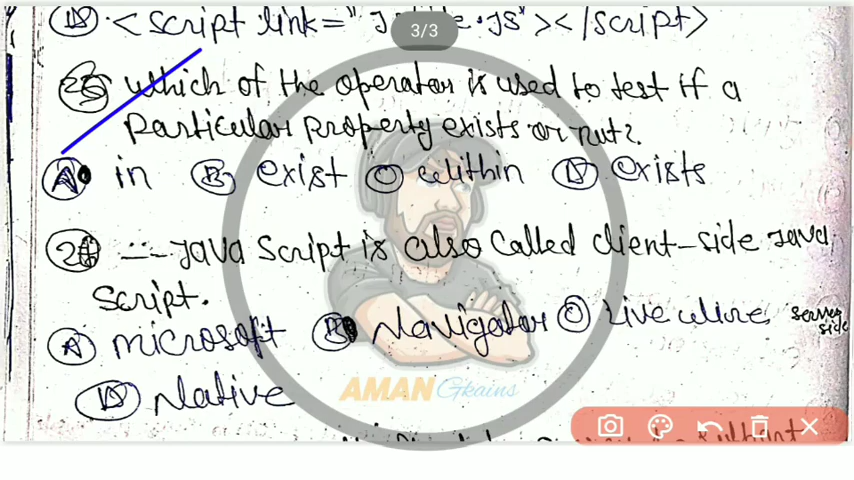 3/3
(D) <script link="  .JS"></script>
25 which of the operator is used to test if a
Particular property exists or not?
(A) in (B) exist (C) within (D) exists
26 :- JAVA Script is also called client-side Java
Script.
(A) microsoft (B) Navigator (C) Live wire, server side
(D) Native
AMAN Gkains